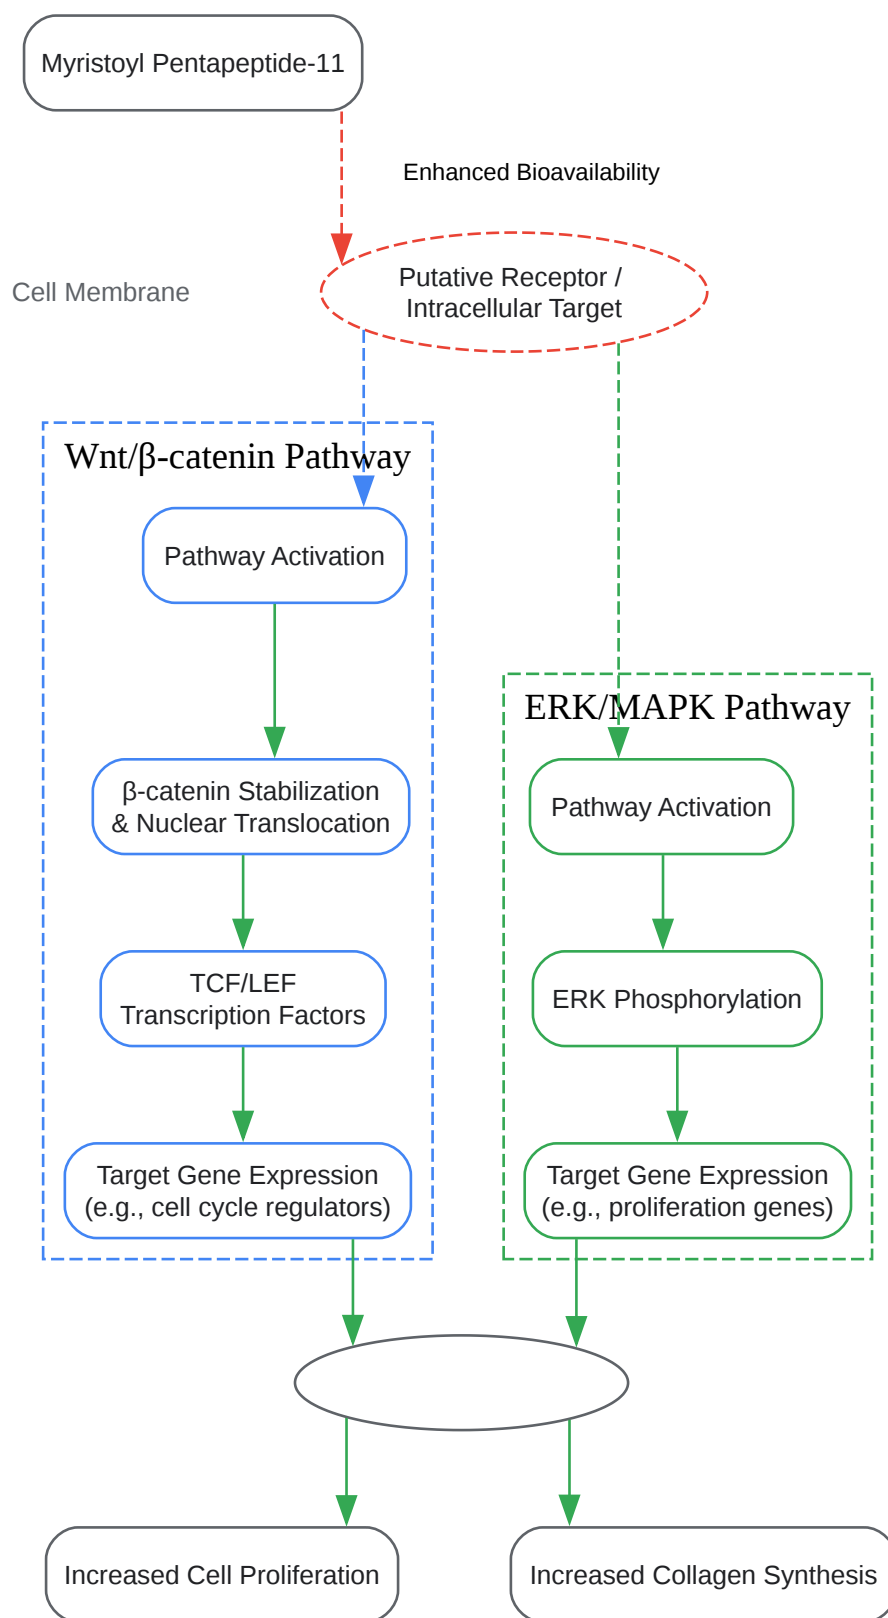 Myristoyl Pentapeptide-11
Enhanced Bioavailability
Cell Membrane
Putative Receptor /
Intracellular Target
Wnt/β-catenin Pathway
Pathway Activation
β-catenin Stabilization
& Nuclear Translocation
TCF/LEF
Transcription Factors
Target Gene Expression
(e.g., cell cycle regulators)
ERK/MAPK Pathway
Pathway Activation
ERK Phosphorylation
Target Gene Expression
(e.g., proliferation genes)
Increased Cell Proliferation
Increased Collagen Synthesis